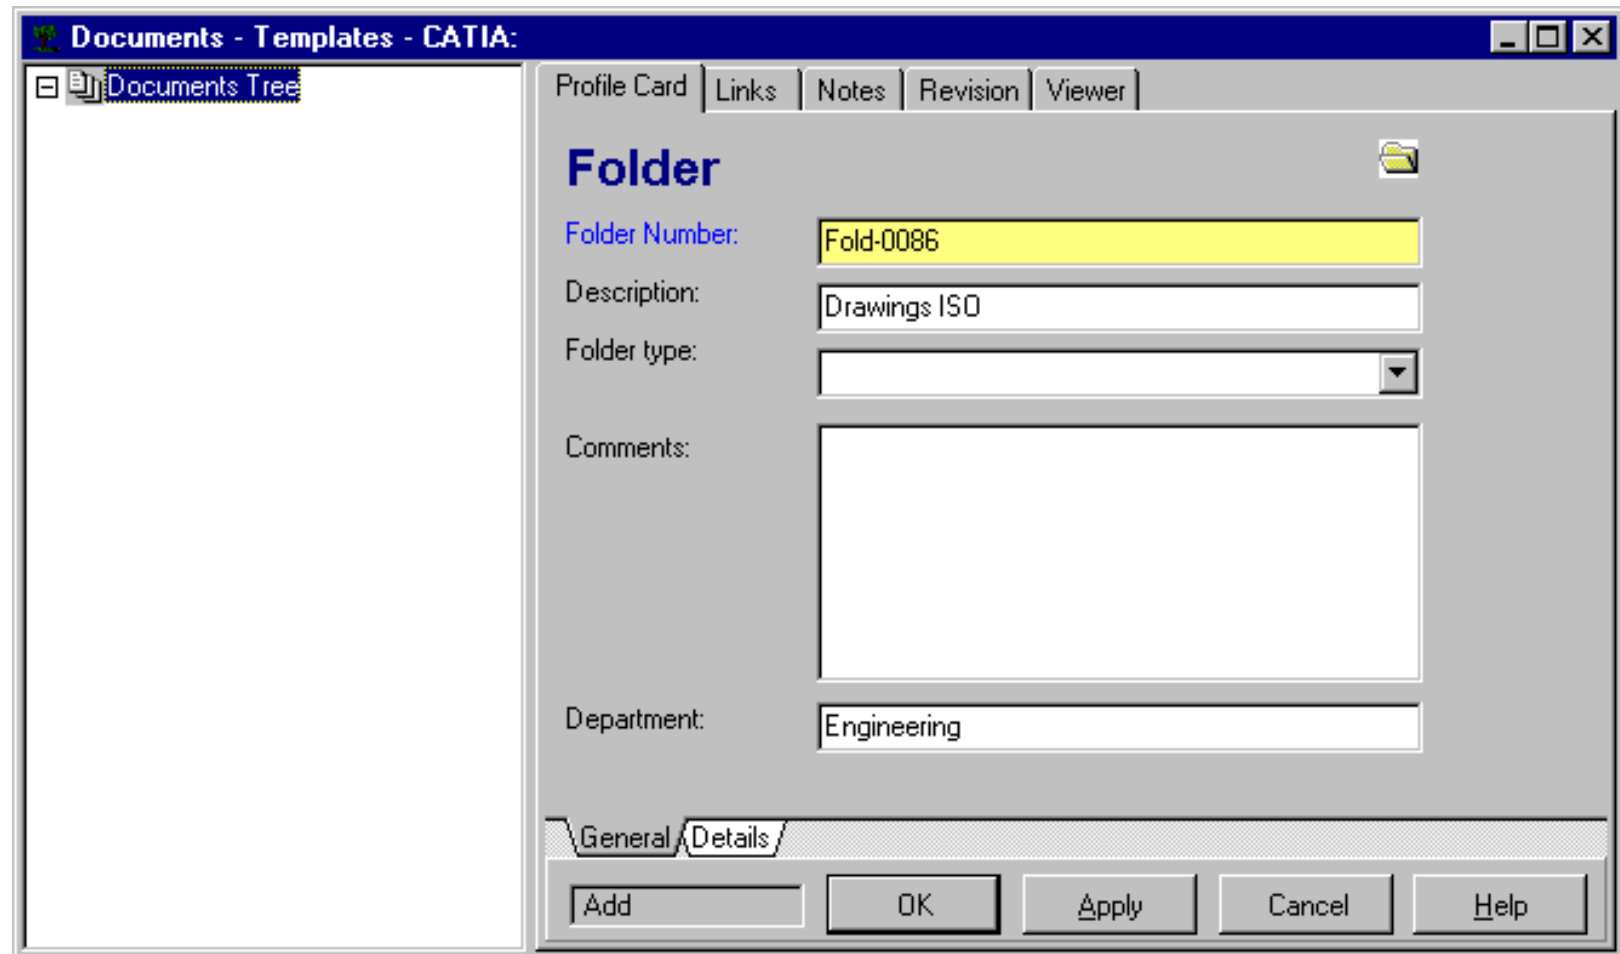 Documents - Templates - CATIA:
Documents Tree
Profile Card Links Notes Revision Viewer
Folder
Folder Number: Fold-0086
Description: Drawings ISO
Folder type:
Comments:
Department: Engineering
General Details
Add OK Apply Cancel Help